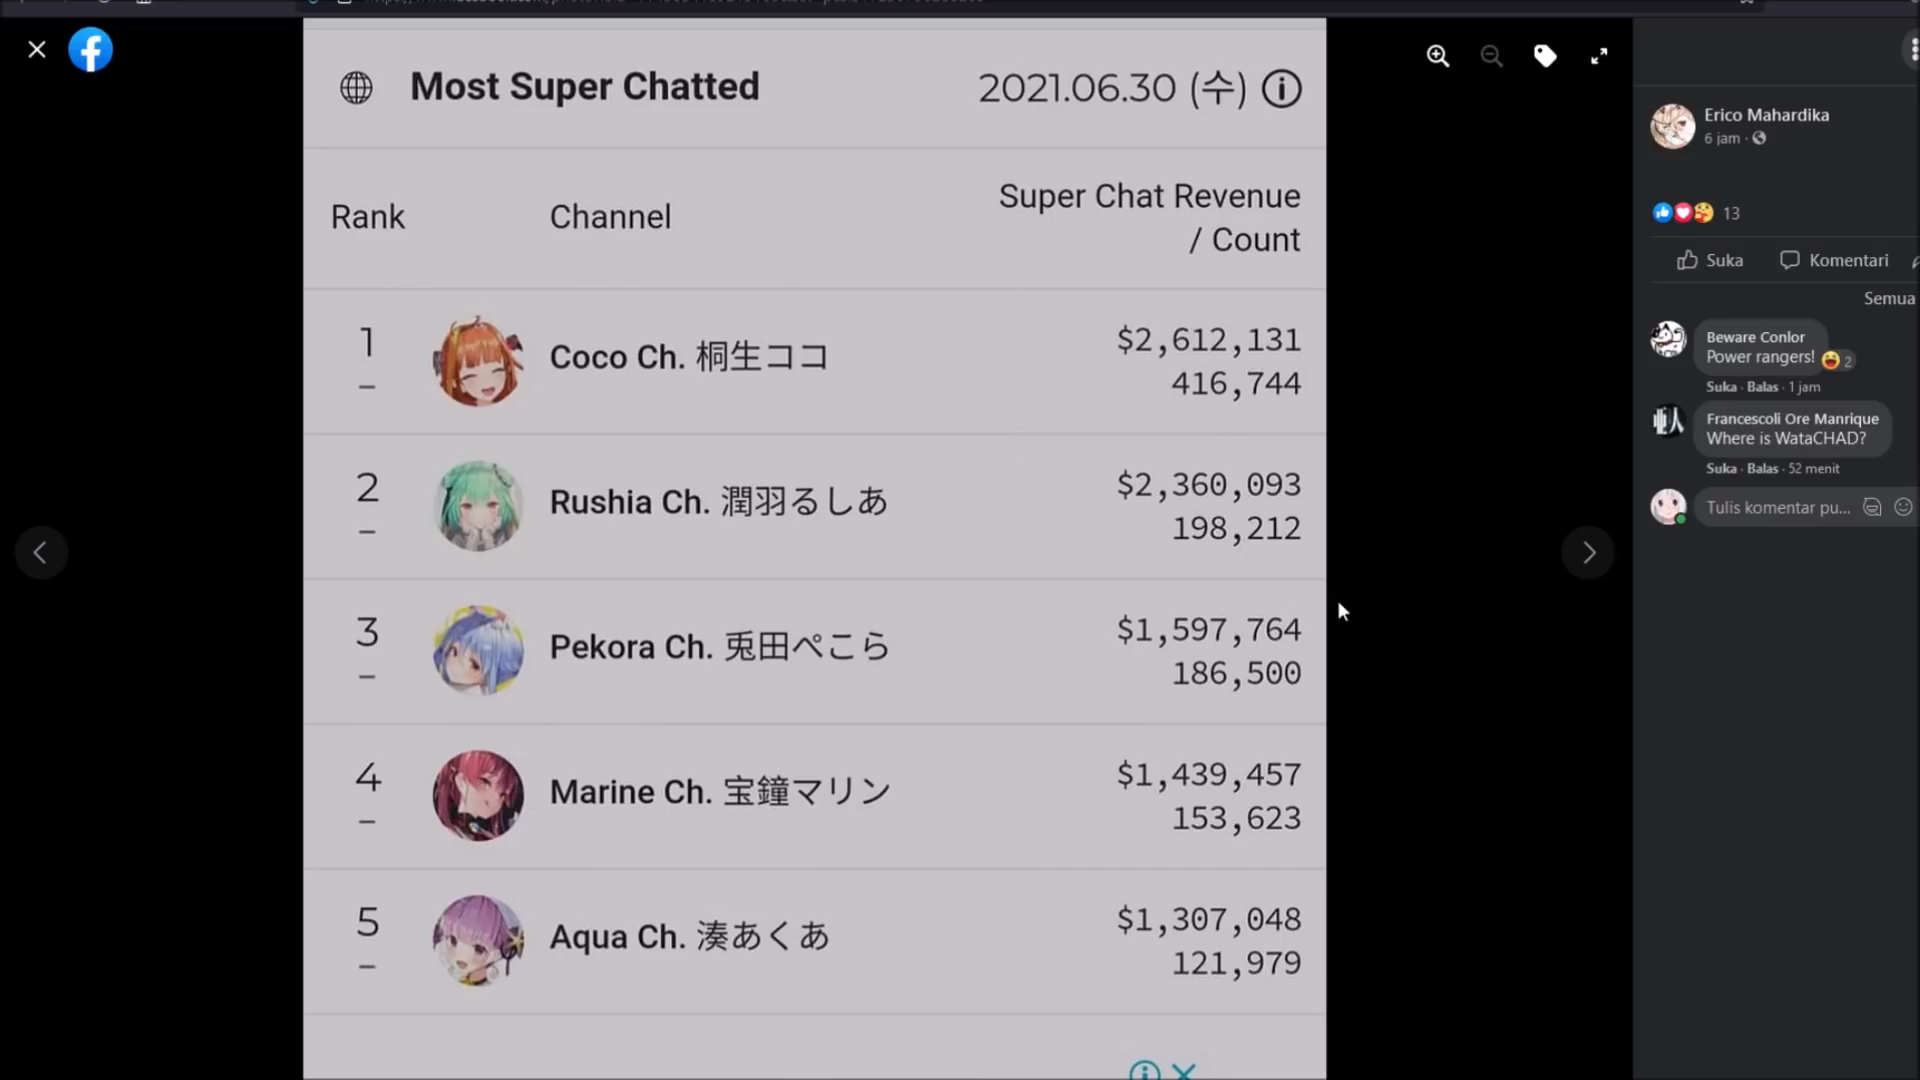 Most Super Chatted
2021.06.30 (수)
Rank
Channel
Super Chat Revenue
/ Count
1
–
Coco Ch. 桐生ココ
$2,612,131
416,744
2
–
Rushia Ch. 潤羽るしあ
$2,360,093
198,212
3
–
Pekora Ch. 兎田ぺこら
$1,597,764
186,500
4
–
Marine Ch. 宝鐘マリン
$1,439,457
153,623
5
–
Aqua Ch. 湊あくあ
$1,307,048
121,979
Erico Mahardika
6 jam ·
13
Suka
Komentari
Semua
Beware Conlor
Power rangers!
2
Suka · Balas · 1 jam
Francescoli Ore Manrique
Where is WataCHAD?
Suka · Balas · 52 menit
Tulis komentar pu...